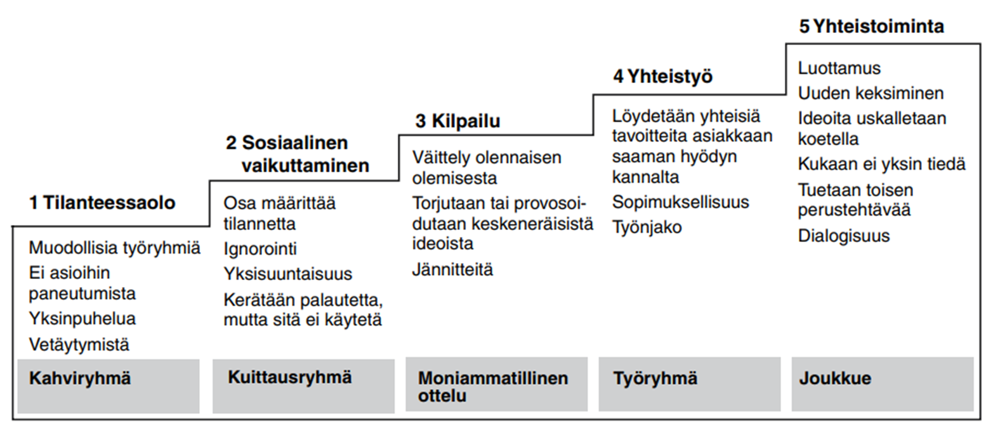 1 Tilanteessaolo
Muodollisia työryhmiä
Ei asioihin
paneutumista
Yksinpuhelua
Vetäytymistä
Kahviryhmä
2 Sosiaalinen
vaikuttaminen
Osa määrittää
tilannetta
Ignorointi
Yksisuuntaisuus
Kerätään palautetta,
mutta sitä ei käytetä
Kuittausryhmä
3 Kilpailu
Väittely olennaisen
olemisesta
Torjutaan tai provosoi-
dutaan keskeneräisistä
ideoista
Jännitteitä
Moniammatillinen
ottelu
4 Yhteistyö
Löydetään yhteisiä
tavoitteita asiakkaan
saaman hyödyn
kannalta
Sopimuksellisuus
Työnjako
Työryhmä
5 Yhteistoiminta
Luottamus
Uuden keksiminen
Ideoita uskalletaan
koetella
Kukaan ei yksin tiedä
Tuetaan toisen
perustehtävää
Dialogisuus
Joukkue